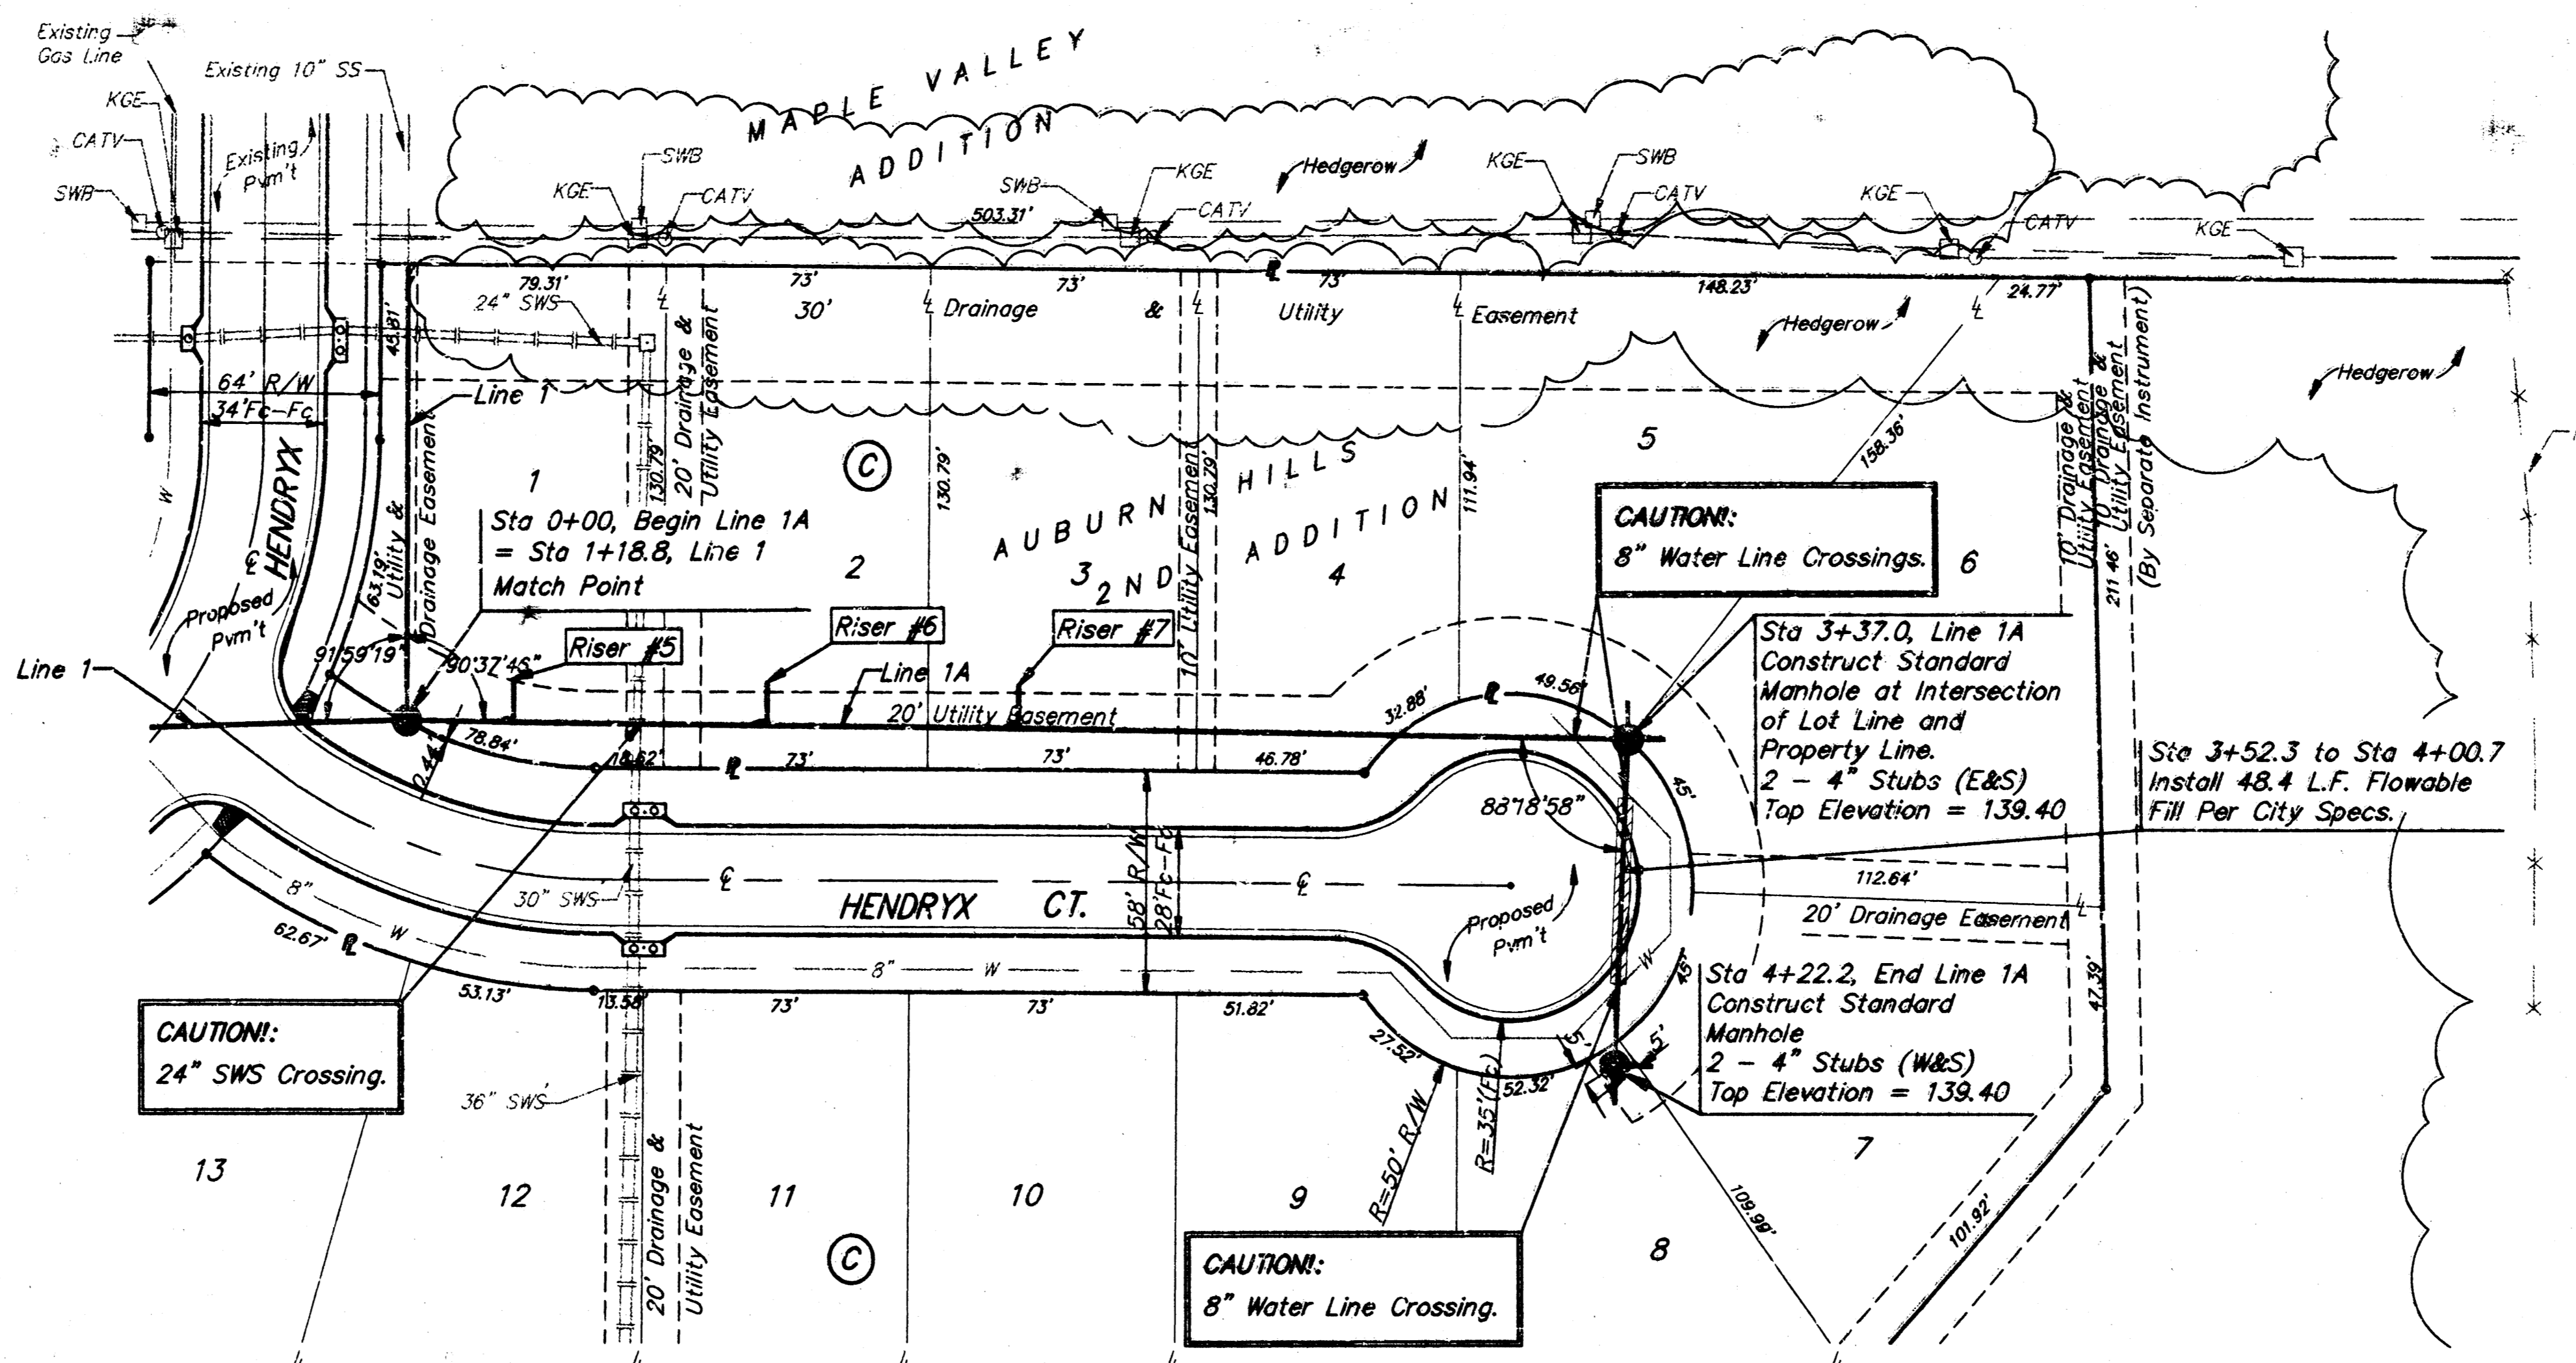 Existing
Gas Line
Existing 10" SS
KGE
CATV
SWB
Existing
Pvm't
MAPLE VALLEY
ADDITION
SWB
KGE
CATV
SWB
KGE
CATV
Hedgerow
KGE
SWB
CATV
KGE
CATV
KGE
503.31'
79.31'
73'
73'
73'
148.23'
24.77'
24" SWS
30' Drainage & Utility Easement
Hedgerow
Hedgerow
45.81'
64' R/W
34'Fc-Fc
Line 1
HENDRYX
℄
W
63.19'
Utility &
Drainage Easement
130.79'
20' Drainage &
Utility Easement
130.79'
10' Utility Easement
130.79'
111.94'
158.36'
10' Drainage &
Utility Easement
10' Drainage &
Utility Easement
(By Separate Instrument)
211.46'
1
C
2
3
4
5
6
AUBURN HILLS
2ND ADDITION
Sta 0+00, Begin Line 1A
= Sta 1+18.8, Line 1
Match Point
CAUTION!:
8" Water Line Crossings.
Proposed
Pvm't
91°59'19"
90°37'46"
Riser #5
Riser #6
Riser #7
Line 1
Line 1A
20' Utility Easement
Sta 3+37.0, Line 1A
Construct Standard
Manhole at Intersection
of Lot Line and
Property Line.
2 - 4" Stubs (E&S)
Top Elevation = 139.40
Sta 3+52.3 to Sta 4+00.7
Install 48.4 L.F. Flowable
Fill Per City Specs.
78.84'
18.62'
73'
73'
46.78'
32.88'
49.56'
45'
88°18'58"
58' R/W
28'Fc-Fc
30" SWS
℄
HENDRYX CT.
℄
Proposed
Pvm't
112.64'
20' Drainage Easement
8"
W
8"
W
W
62.67'
53.13'
13.58'
73'
73'
51.82'
27.52'
52.32'
45'
5'
5'
47.39'
Sta 4+22.2, End Line 1A
Construct Standard
Manhole
2 - 4" Stubs (W&S)
Top Elevation = 139.40
CAUTION!:
24" SWS Crossing.
36" SWS
20' Drainage &
Utility Easement
R=50' R/W
R=35'(Fc)
13
12
11
10
9
8
7
C
109.99'
101.92'
CAUTION!:
8" Water Line Crossing.